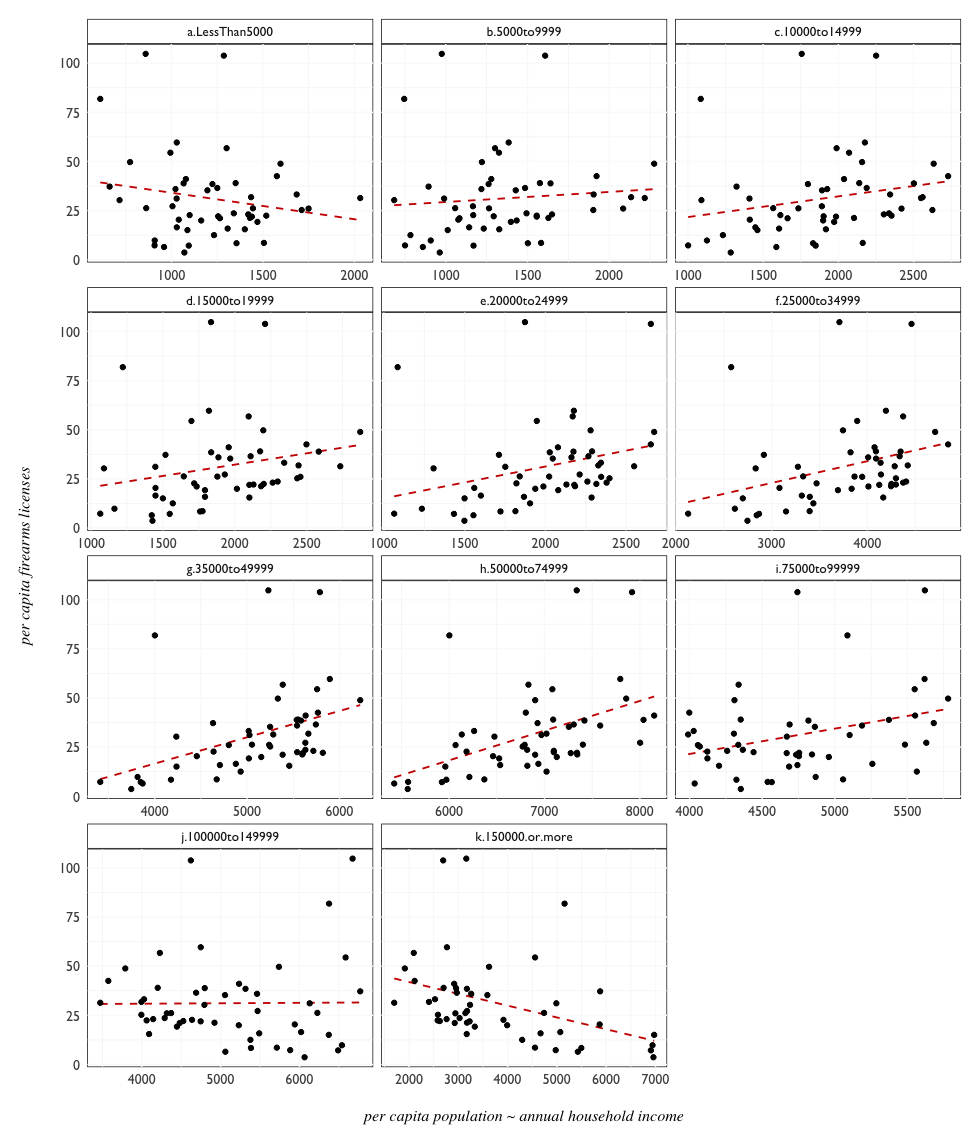 a.LessThan5000
b.5000to9999
c.10000to14999
100
75
50
25
0
1000 1500 2000
1000 1500 2000
1000 1500 2000 2500
d.15000to19999
e.20000to24999
f.25000to34999
100
75
50
25
0
1000 1500 2000 2500
1000 1500 2000 2500
2000 3000 4000
g.35000to49999
h.50000to74999
i.75000to99999
100
75
50
25
0
4000 5000 6000
6000 7000 8000
4000 4500 5000 5500
j.100000to149999
k.150000.or.more
100
75
50
25
0
4000 5000 6000
2000 3000 4000 5000 6000 7000
per capita firearms licenses
per capita population ~ annual household income